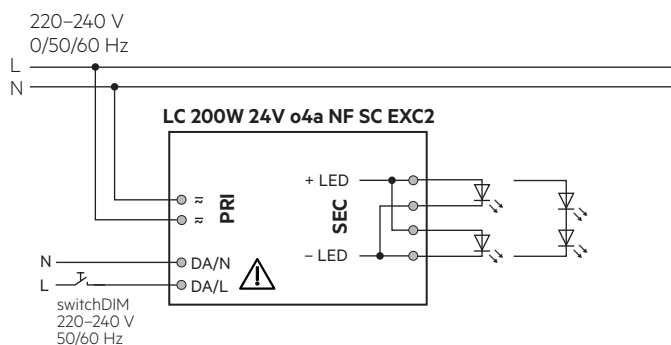 220–240 V
0/50/60 Hz
L
N
LC 200W 24V o4a NF SC EXC2
+ LED
≂
PRI
≂
SEC
– LED
N
DA/N
L
DA/L
switchDIM
220–240 V
50/60 Hz